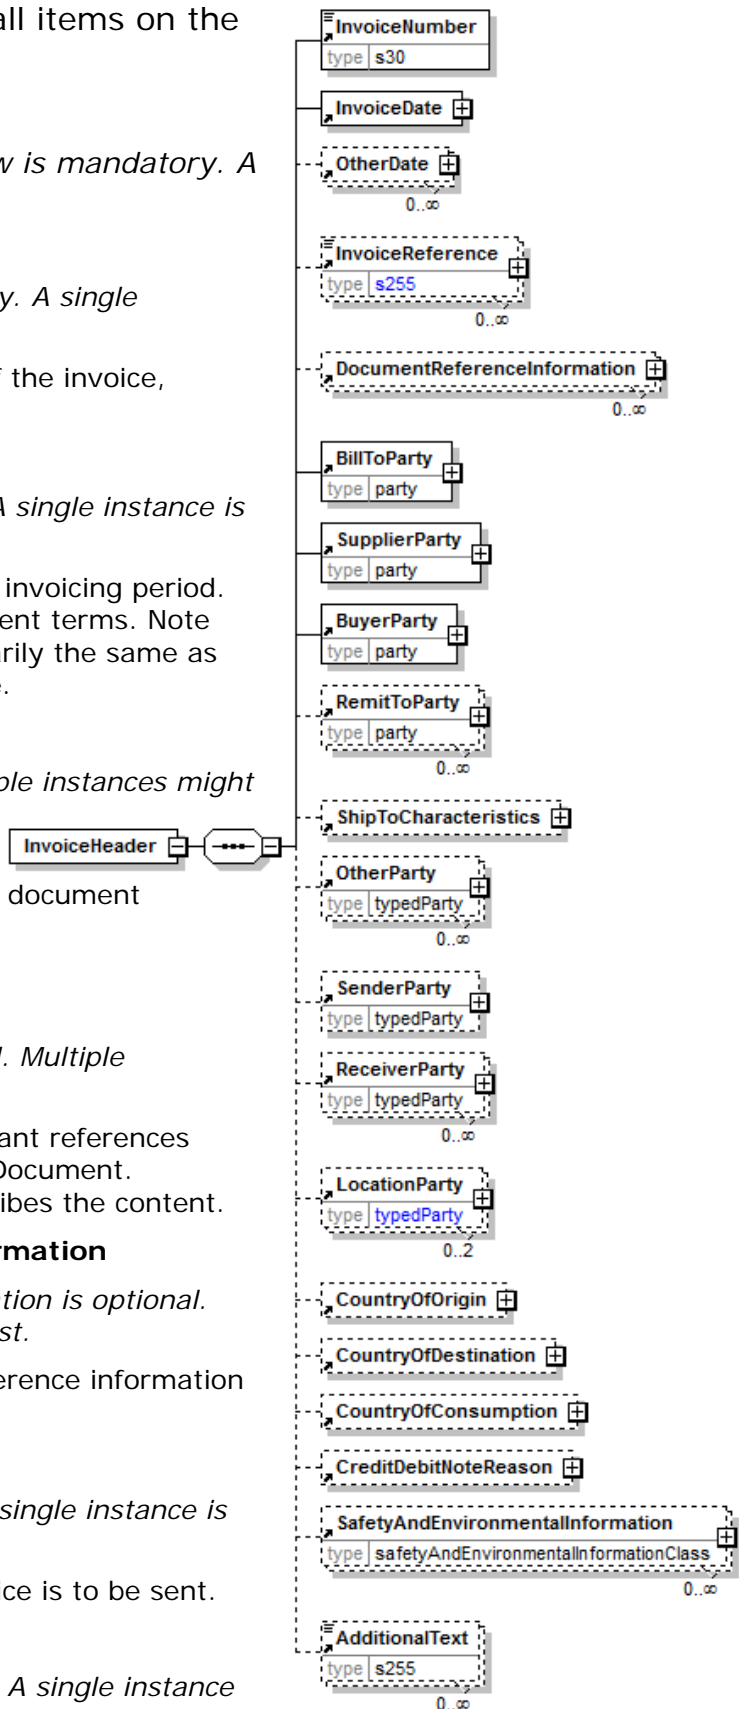 all items on the
w is mandatory. A
y. A single
f the invoice,
A single instance is
invoicing period.
ent terms. Note
arily the same as
e.
ple instances might
document
l. Multiple
ant references
Document.
ribes the content.
rmation
ation is optional.
st.
erence information
single instance is
ice is to be sent.
A single instance
InvoiceHeader
InvoiceNumber
type s30
InvoiceDate
OtherDate
0..∞
InvoiceReference
type s255
0..∞
DocumentReferenceInformation
0..∞
BillToParty
type party
SupplierParty
type party
BuyerParty
type party
RemitToParty
type party
0..∞
ShipToCharacteristics
OtherParty
type typedParty
0..∞
SenderParty
type typedParty
ReceiverParty
type typedParty
0..∞
LocationParty
type typedParty
0..2
CountryOfOrigin
CountryOfDestination
CountryOfConsumption
CreditDebitNoteReason
SafetyAndEnvironmentalInformation
type safetyAndEnvironmentalInformationClass
0..∞
AdditionalText
type s255
0..∞